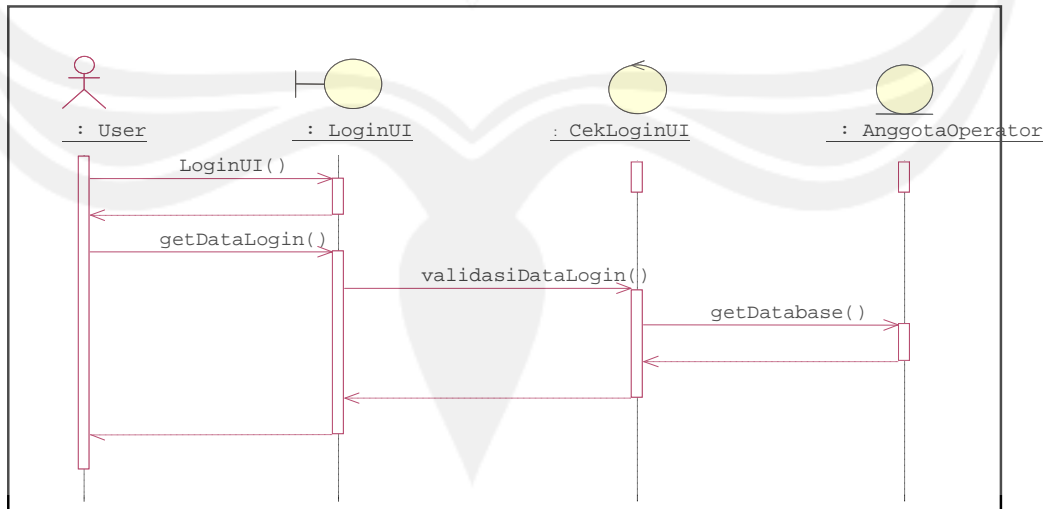 : User
: LoginUI
: CekLoginUI
: AnggotaOperator
LoginUI()
getDataLogin()
validasiDataLogin()
getDatabase()